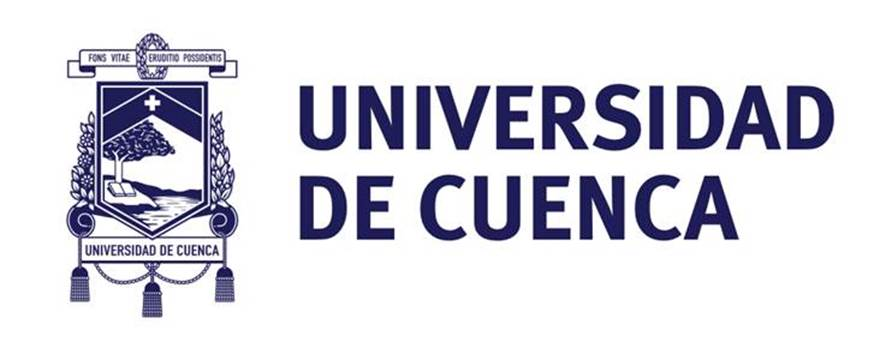 FONS VITAE ERUDITIO POSSIDENTIS
UNIVERSIDAD DE CUENCA
UNIVERSIDAD
DE CUENCA